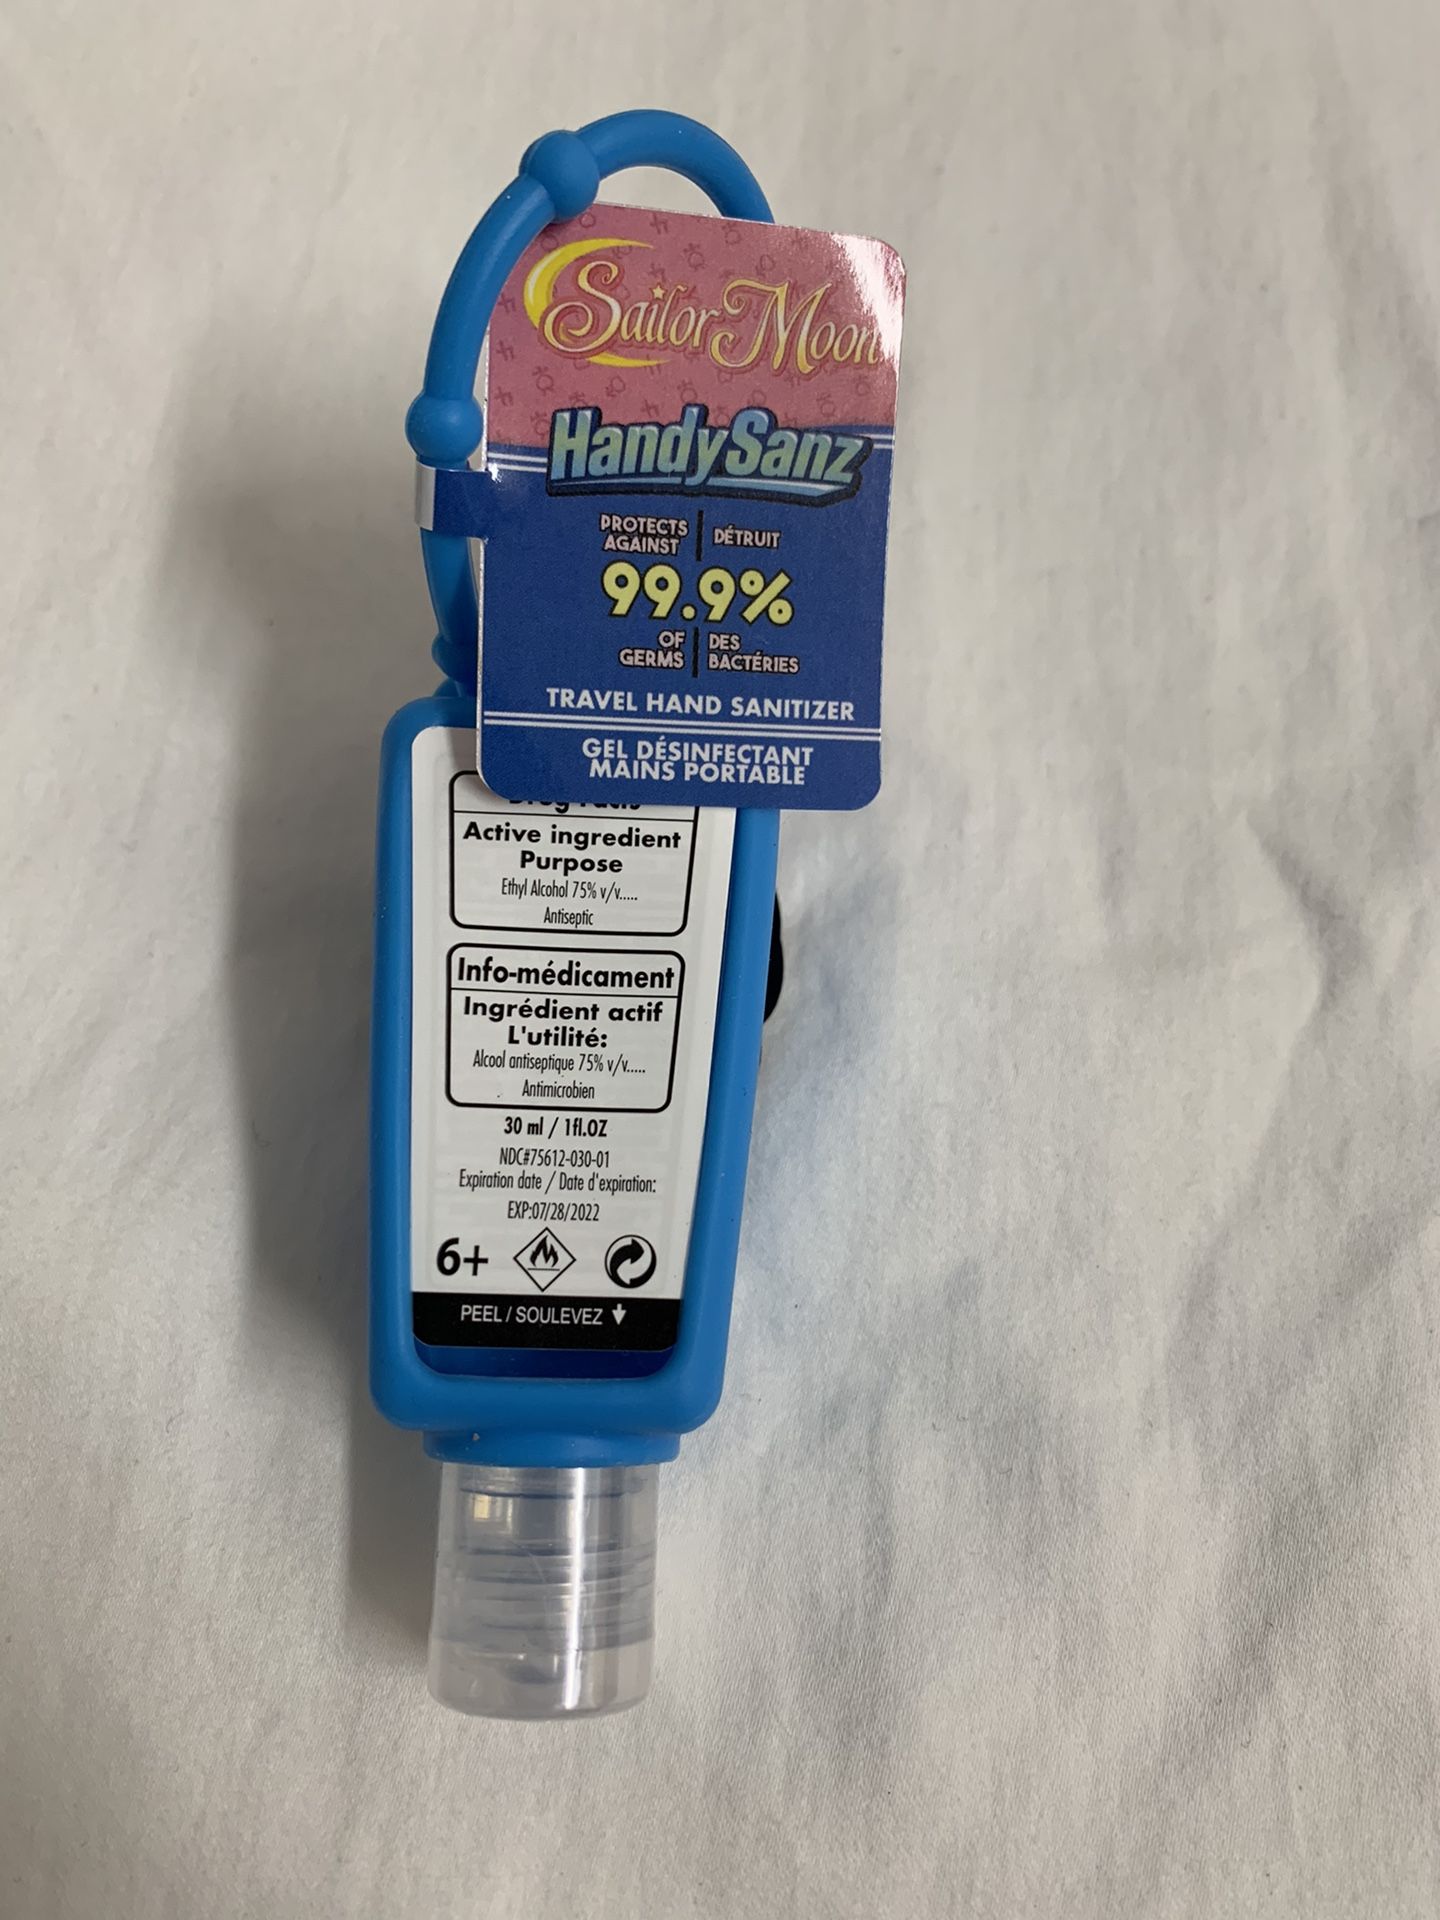 Sailor Moon
HandySanz
PROTECTS AGAINST | DÉTRUIT
99.9%
OF GERMS | DES BACTÉRIES
TRAVEL HAND SANITIZER
GEL DÉSINFECTANT
MAINS PORTABLE
Drug Facts
Active ingredient
Purpose
Ethyl Alcohol 75% v/v.....
Antiseptic
Info-médicament
Ingrédient actif
L'utilité:
Alcool antiseptique 75% v/v.....
Antimicrobien
30 ml / 1fl.OZ
NDC#75612-030-01
Expiration date / Date d'expiration:
EXP:07/28/2022
6+
PEEL / SOULEVEZ